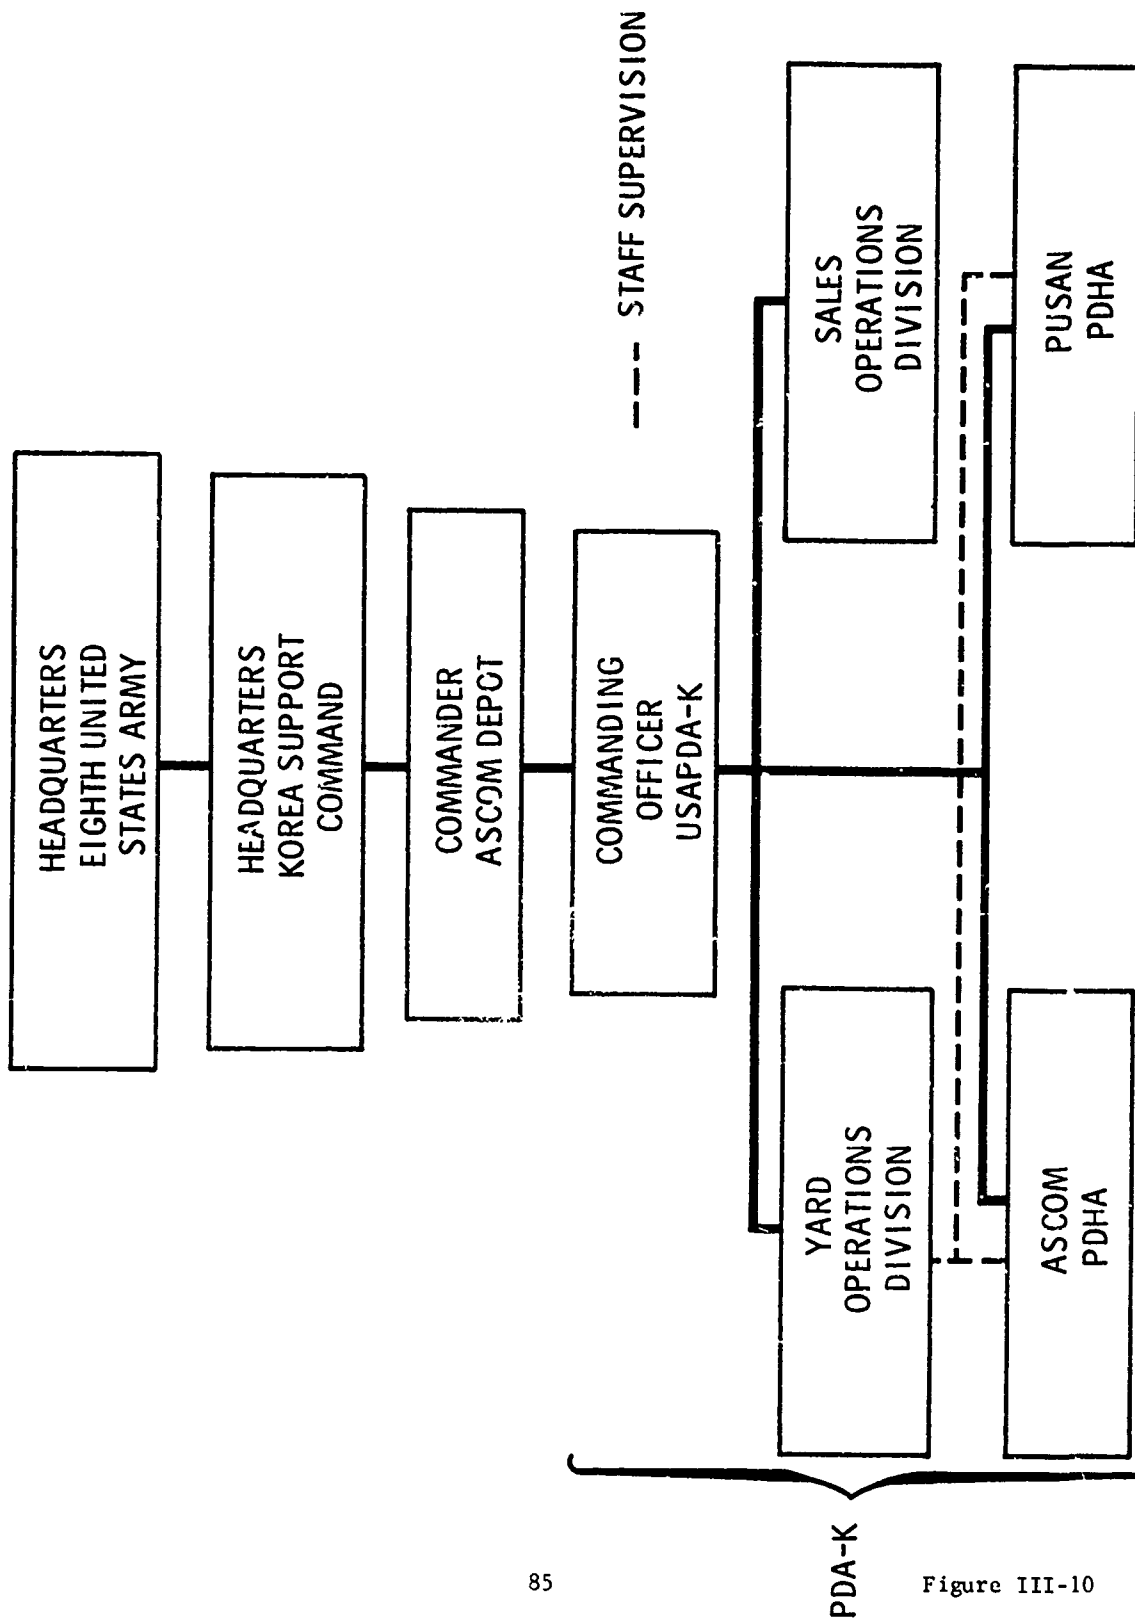 HEADQUARTERS
EIGHTH UNITED
STATES ARMY
HEADQUARTERS
KOREA SUPPORT
COMMAND
COMMANDER
ASCOM DEPOT
--- STAFF SUPERVISION
COMMANDING
OFFICER
USAPDA-K
YARD
OPERATIONS
DIVISION
SALES
OPERATIONS
DIVISION
ASCOM
PDHA
PUSAN
PDHA
PDA-K
85
Figure III-10